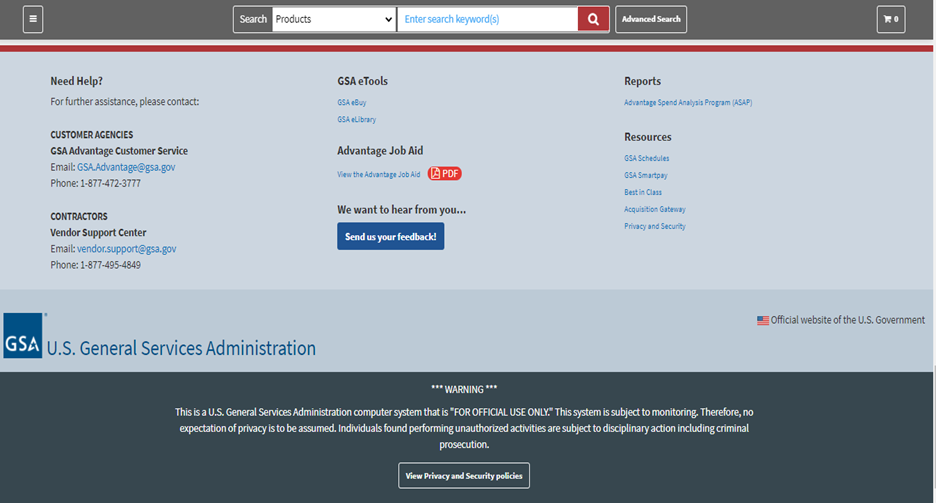 Search Products Enter search keyword(s) Advanced Search 0
Need Help?
For further assistance, please contact:
CUSTOMER AGENCIES
GSA Advantage Customer Service
Email: GSA.Advantage@gsa.gov
Phone: 1-877-472-3777
CONTRACTORS
Vendor Support Center
Email: vendor.support@gsa.gov
Phone: 1-877-495-4849
GSA eTools
GSA eBuy
GSA eLibrary
Advantage Job Aid
View the Advantage Job Aid PDF
We want to hear from you...
Send us your feedback!
Reports
Advantage Spend Analysis Program (ASAP)
Resources
GSA Schedules
GSA Smartpay
Best in Class
Acquisition Gateway
Privacy and Security
GSA U.S. General Services Administration
Official website of the U.S. Government
*** WARNING ***
This is a U.S. General Services Administration computer system that is "FOR OFFICIAL USE ONLY." This system is subject to monitoring. Therefore, no
expectation of privacy is to be assumed. Individuals found performing unauthorized activities are subject to disciplinary action including criminal
prosecution.
View Privacy and Security policies